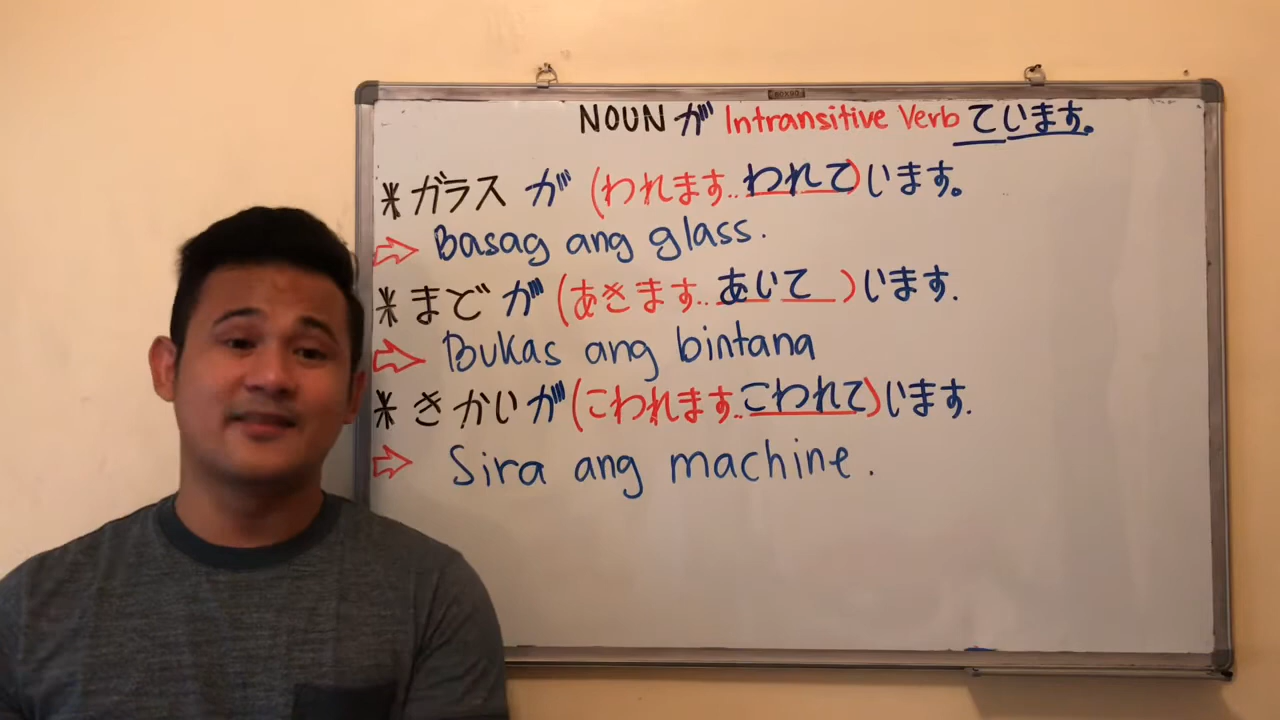 NOUN が Intransitive Verb ています。
* ガラス が (われます.. われて)います。
⇨ Basag ang glass.
* まど が (あきます.. あいて )います.
⇨ Bukas ang bintana
* きかいが(こわれます.. こわれて)います.
⇨ Sira ang machine.